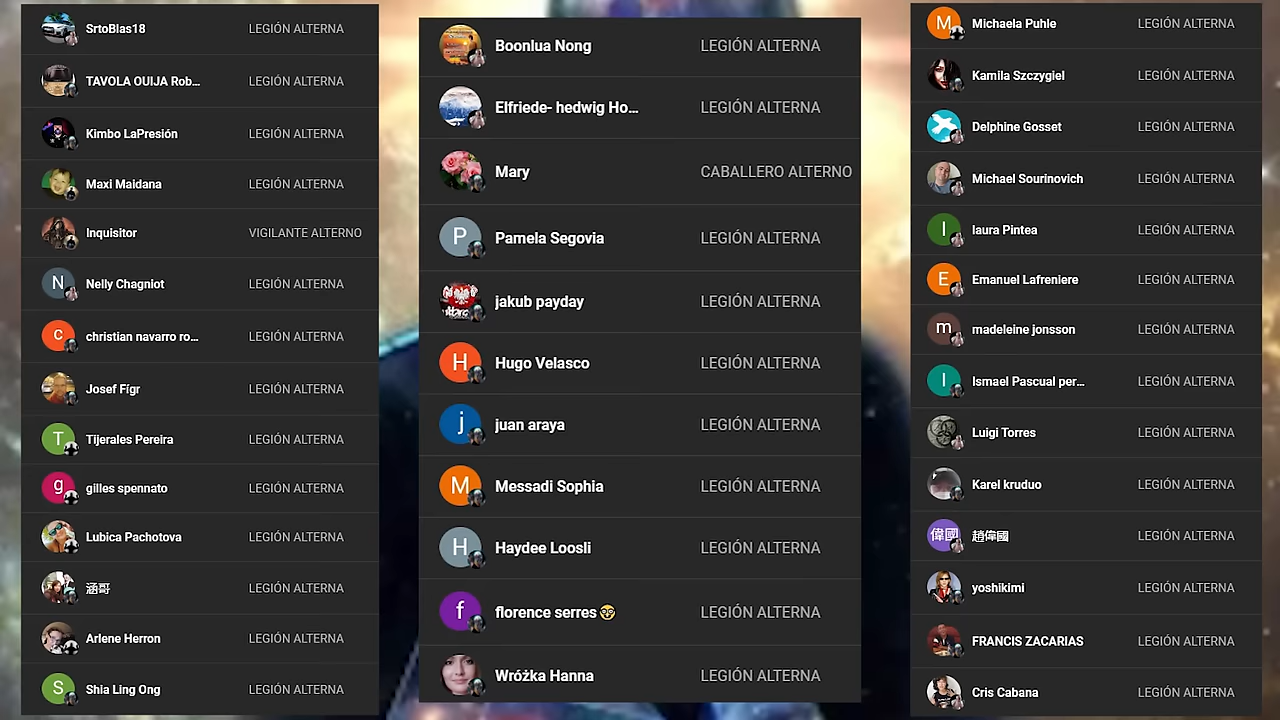 SrtoBlas18 LEGIÓN ALTERNA
TAVOLA OUIJA Rob... LEGIÓN ALTERNA
Kimbo LaPresión LEGIÓN ALTERNA
Maxi Maidana LEGIÓN ALTERNA
Inquisitor VIGILANTE ALTERNO
N Nelly Chagniot LEGIÓN ALTERNA
c christian navarro ro... LEGIÓN ALTERNA
Josef Fígr LEGIÓN ALTERNA
T Tijerales Pereira LEGIÓN ALTERNA
g gilles spennato LEGIÓN ALTERNA
Lubica Pachotova LEGIÓN ALTERNA
涵哥 LEGIÓN ALTERNA
Arlene Herron LEGIÓN ALTERNA
S Shia Ling Ong LEGIÓN ALTERNA
Boonlua Nong LEGIÓN ALTERNA
Elfriede- hedwig Ho... LEGIÓN ALTERNA
Mary CABALLERO ALTERNO
P Pamela Segovia LEGIÓN ALTERNA
jakub payday LEGIÓN ALTERNA
H Hugo Velasco LEGIÓN ALTERNA
j juan araya LEGIÓN ALTERNA
M Messadi Sophia LEGIÓN ALTERNA
H Haydee Loosli LEGIÓN ALTERNA
f florence serres🤓 LEGIÓN ALTERNA
Wróżka Hanna LEGIÓN ALTERNA
M Michaela Puhle LEGIÓN ALTERNA
Kamila Szczygiel LEGIÓN ALTERNA
Delphine Gosset LEGIÓN ALTERNA
Michael Sourinovich LEGIÓN ALTERNA
l laura Pintea LEGIÓN ALTERNA
E Emanuel Lafreniere LEGIÓN ALTERNA
m madeleine jonsson LEGIÓN ALTERNA
I Ismael Pascual per... LEGIÓN ALTERNA
Luigi Torres LEGIÓN ALTERNA
Karel kruduo LEGIÓN ALTERNA
偉國 趙偉國 LEGIÓN ALTERNA
yoshikimi LEGIÓN ALTERNA
FRANCIS ZACARIAS LEGIÓN ALTERNA
Cris Cabana LEGIÓN ALTERNA